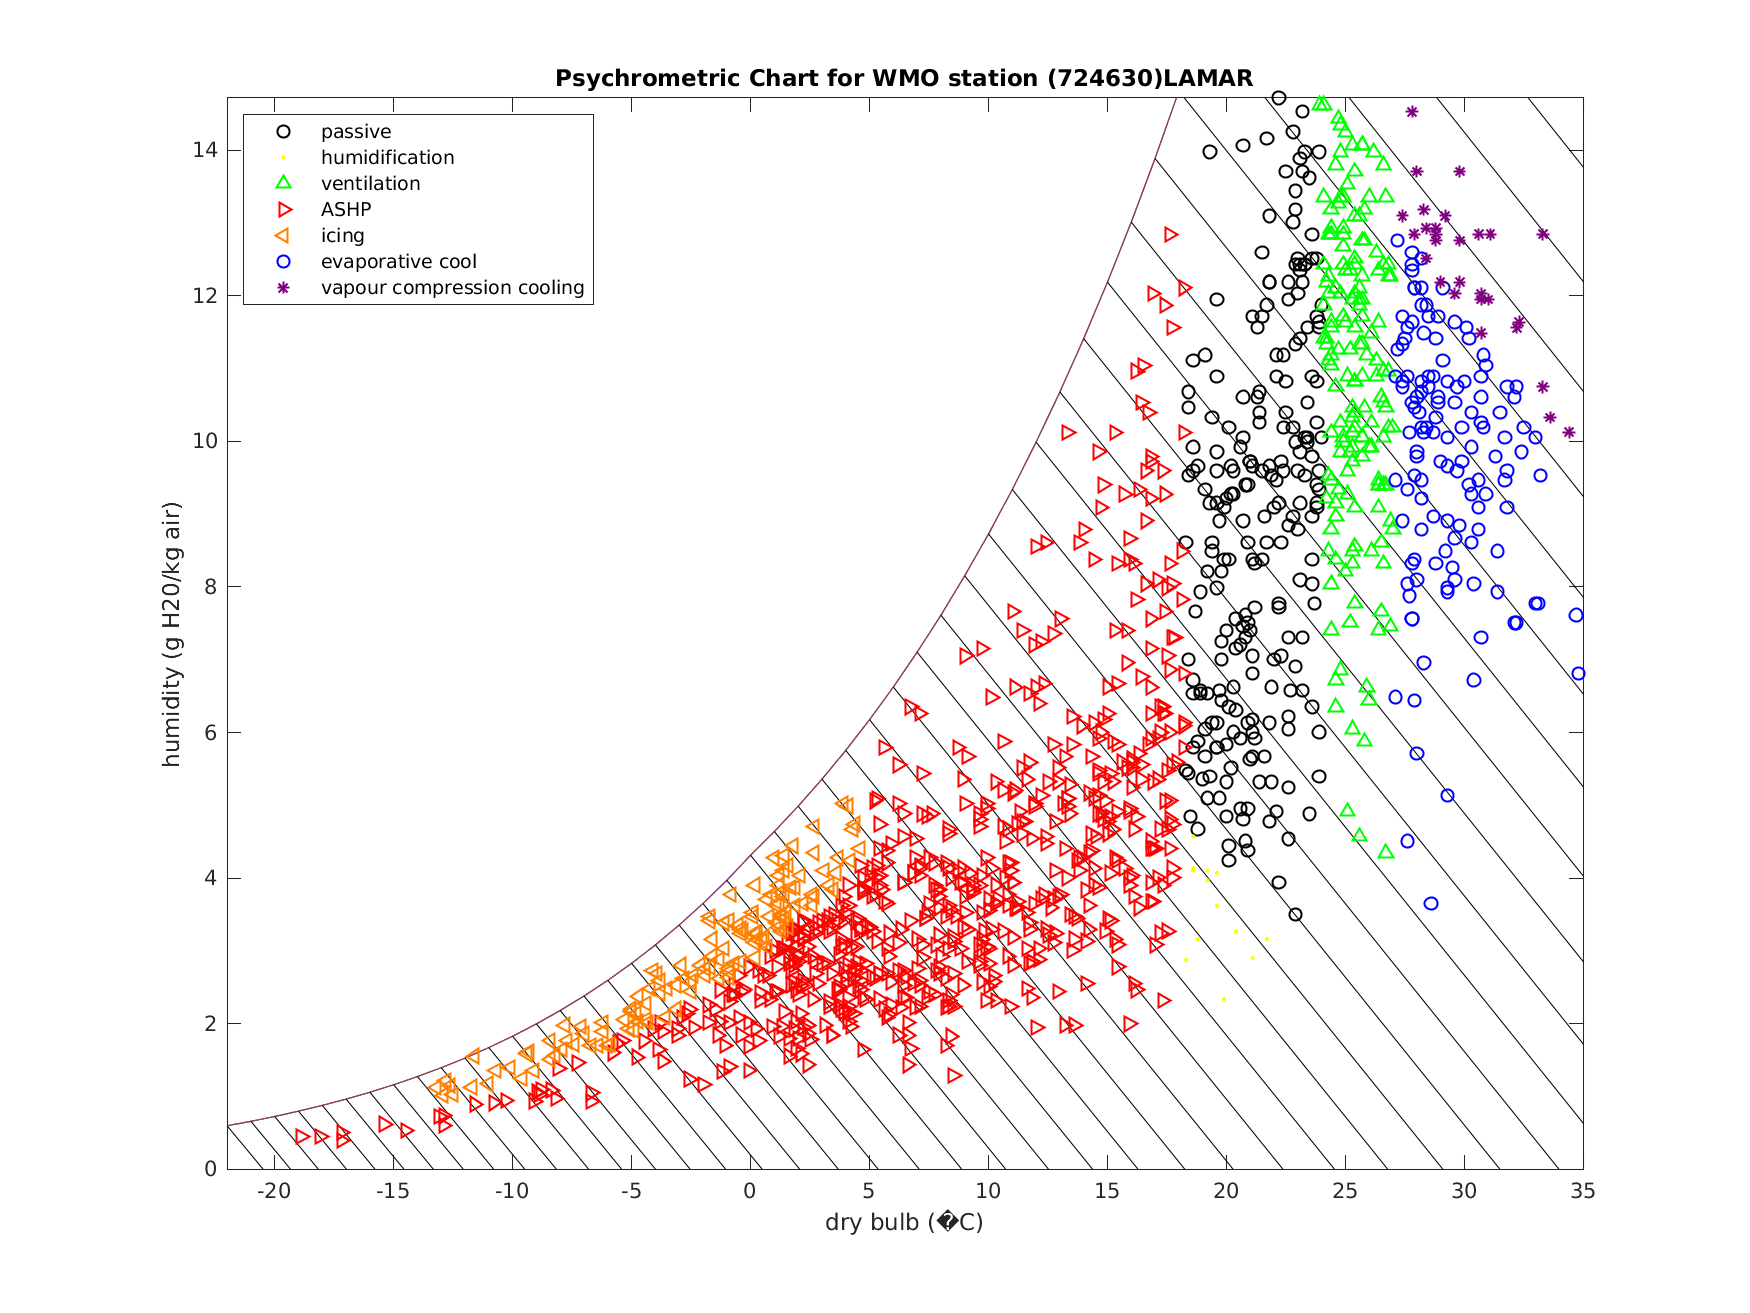 Psychrometric Chart for WMO station (724630)LAMAR
passive
humidification
ventilation
ASHP
icing
evaporative cool
vapour compression cooling
14
12
10
8
6
4
2
0
humidity (g H20/kg air)
-20 -15 -10 -5 0 5 10 15 20 25 30 35
dry bulb (�C)